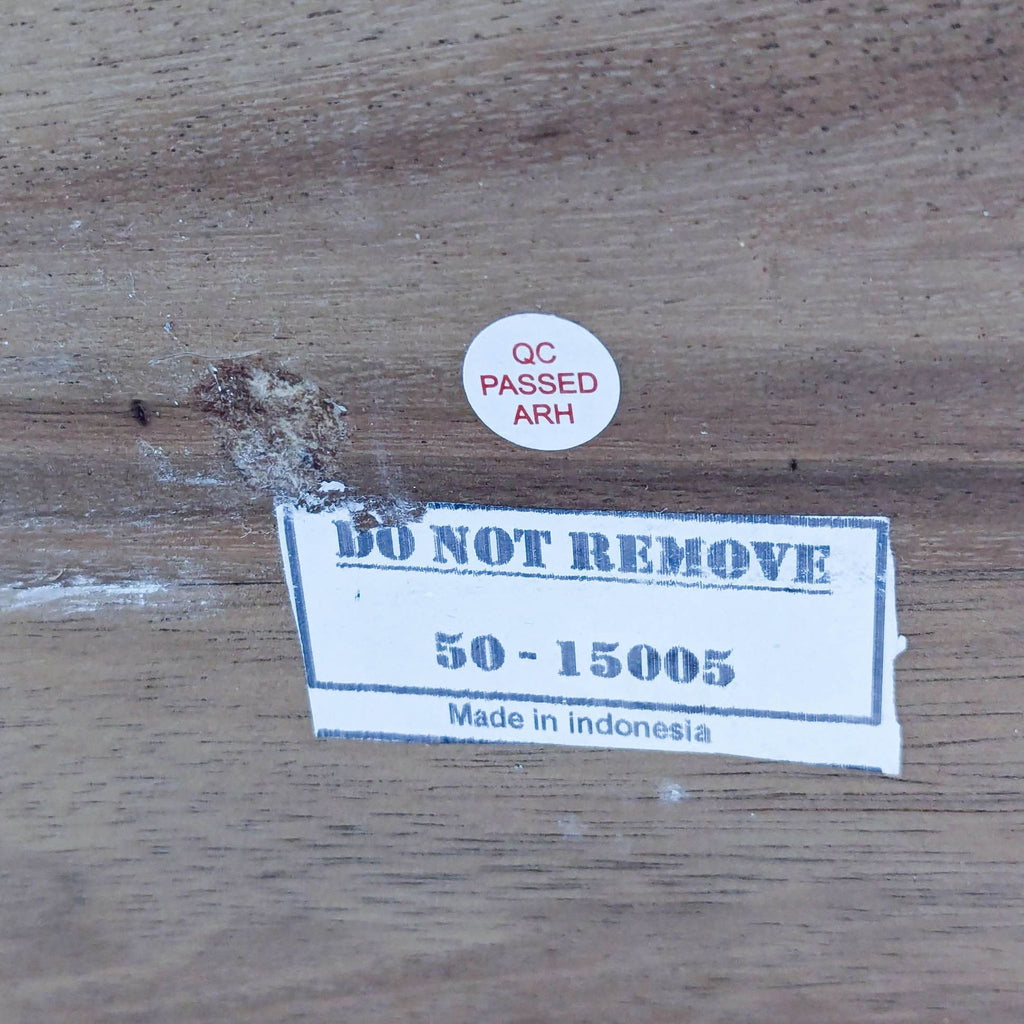 QC
PASSED
ARH
DO NOT REMOVE
50-15005
Made in indonesia